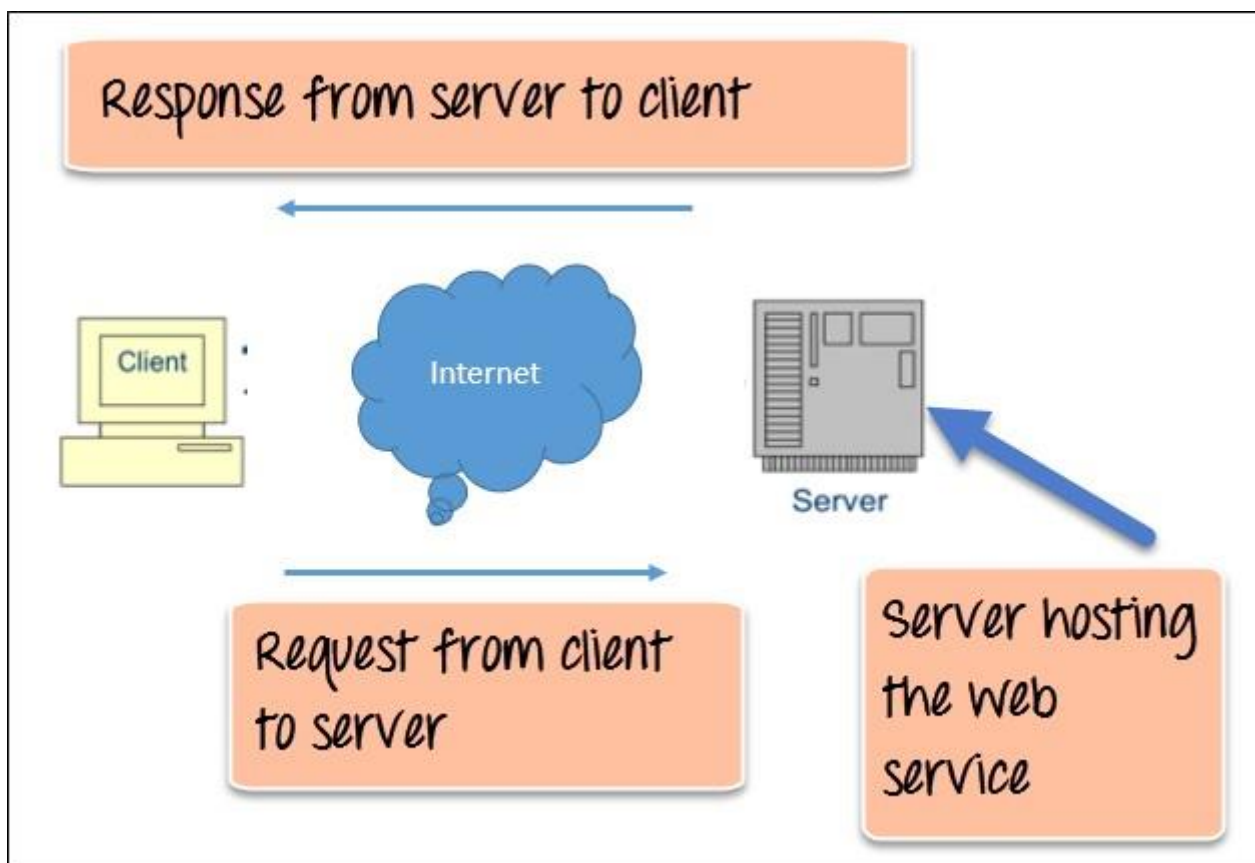 Response from server to client
Client
Internet
Server
Request from client
to server
Server hosting
the web
service